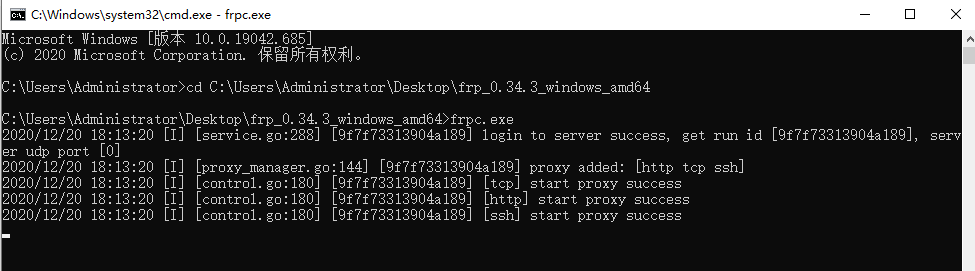 C:\Windows\system32\cmd.exe - frpc.exe
Microsoft Windows [版本 10.0.19042.685]
(c) 2020 Microsoft Corporation. 保留所有权利。
C:\Users\Administrator>cd C:\Users\Administrator\Desktop\frp_0.34.3_windows_amd64
C:\Users\Administrator\Desktop\frp_0.34.3_windows_amd64>frpc.exe
2020/12/20 18:13:20 [I] [service.go:288] [9f7f73313904a189] login to server success, get run id [9f7f73313904a189], serv
er udp port [0]
2020/12/20 18:13:20 [I] [proxy_manager.go:144] [9f7f73313904a189] proxy added: [http tcp ssh]
2020/12/20 18:13:20 [I] [control.go:180] [9f7f73313904a189] [tcp] start proxy success
2020/12/20 18:13:20 [I] [control.go:180] [9f7f73313904a189] [http] start proxy success
2020/12/20 18:13:20 [I] [control.go:180] [9f7f73313904a189] [ssh] start proxy success